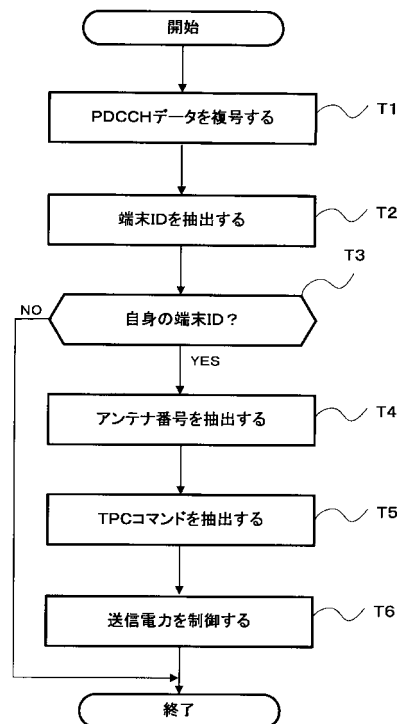 開始
PDCCHデータを複号する
T1
端末IDを抽出する
T2
T3
自身の端末ID?
NO
YES
アンテナ番号を抽出する
T4
TPCコマンドを抽出する
T5
送信電力を制御する
T6
終了